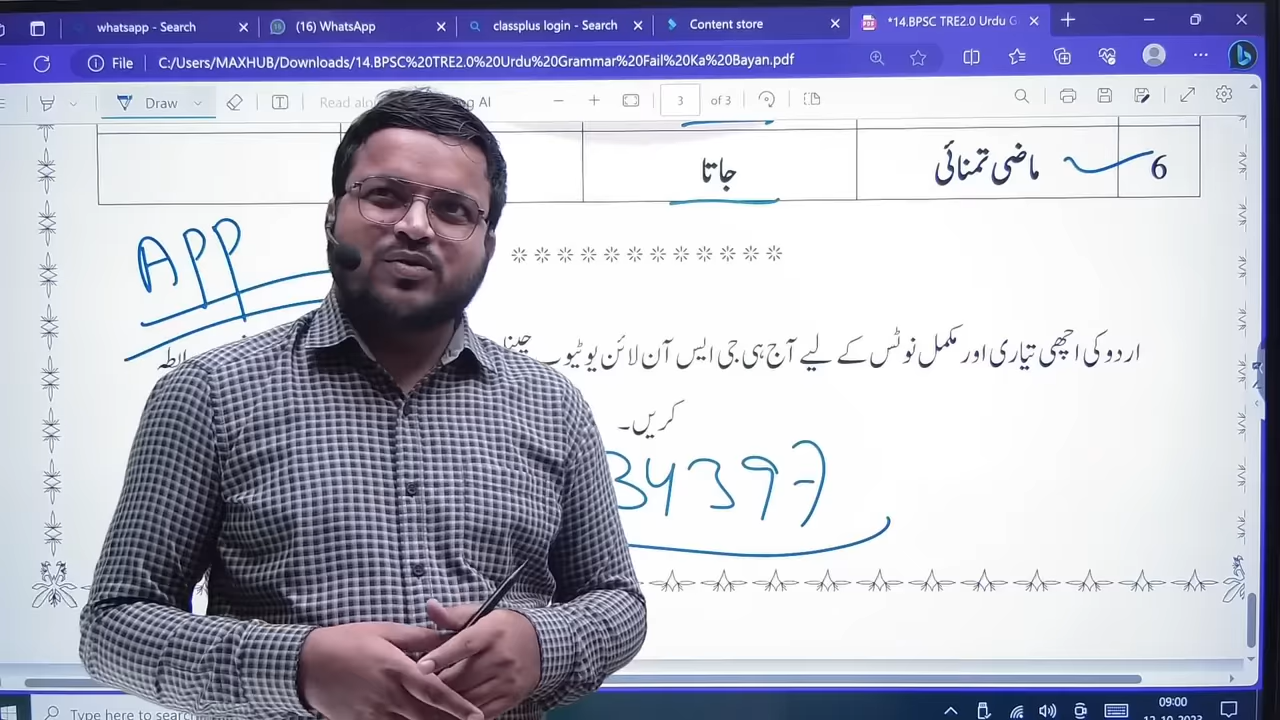 whatsapp - Search
(16) WhatsApp
classplus login - Search
Content store
*14.BPSC TRE2.0 Urdu G
File
C:/Users/MAXHUB/Downloads/14.BPSC%20TRE2.0%20Urdu%20Grammar%20Fail%20Ka%20Bayan.pdf
Draw
AI
3 of 3
6 ماضی تمنائی جاتا
APP
اردو کی اچھی تیاری اور مکمل نوٹس کے لیے آج ہی جی ایس آن لائن یوٹیوب
کریں۔
34397
Type here to search
09:00